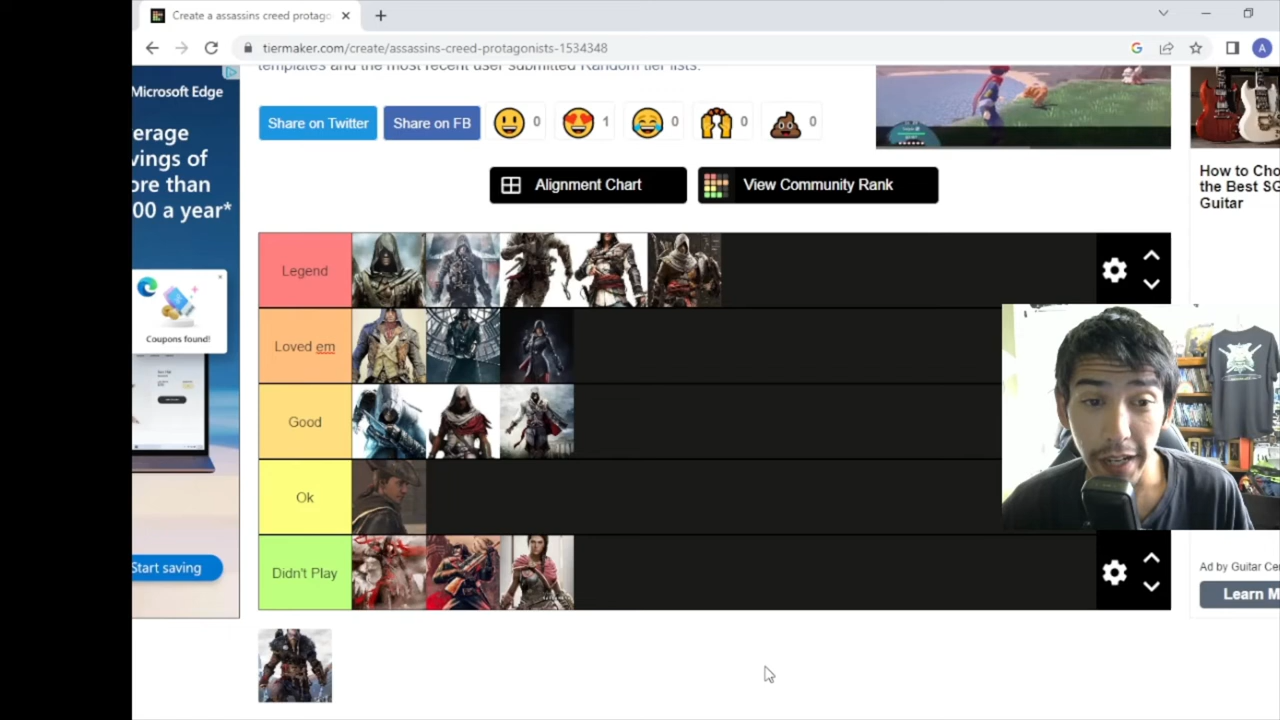 Create a assassins creed protago
tiermaker.com/create/assassins-creed-protagonists-1534348
A
templates and the most recent user submitted Random tier lists.
Microsoft Edge
erage
vings of
ore than
00 a year*
Coupons found!
Start saving
Share on Twitter
Share on FB
0
1
0
0
0
Alignment Chart
View Community Rank
Legend
Loved em
Good
Ok
Didn't Play
How to Cho
the Best SG
Guitar
Ad by Guitar Ce
Learn M